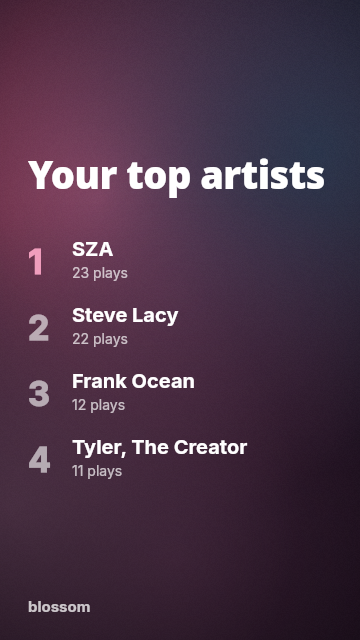 Your top artists
1
SZA
23 plays
2
Steve Lacy
22 plays
3
Frank Ocean
12 plays
4
Tyler, The Creator
11 plays
blossom